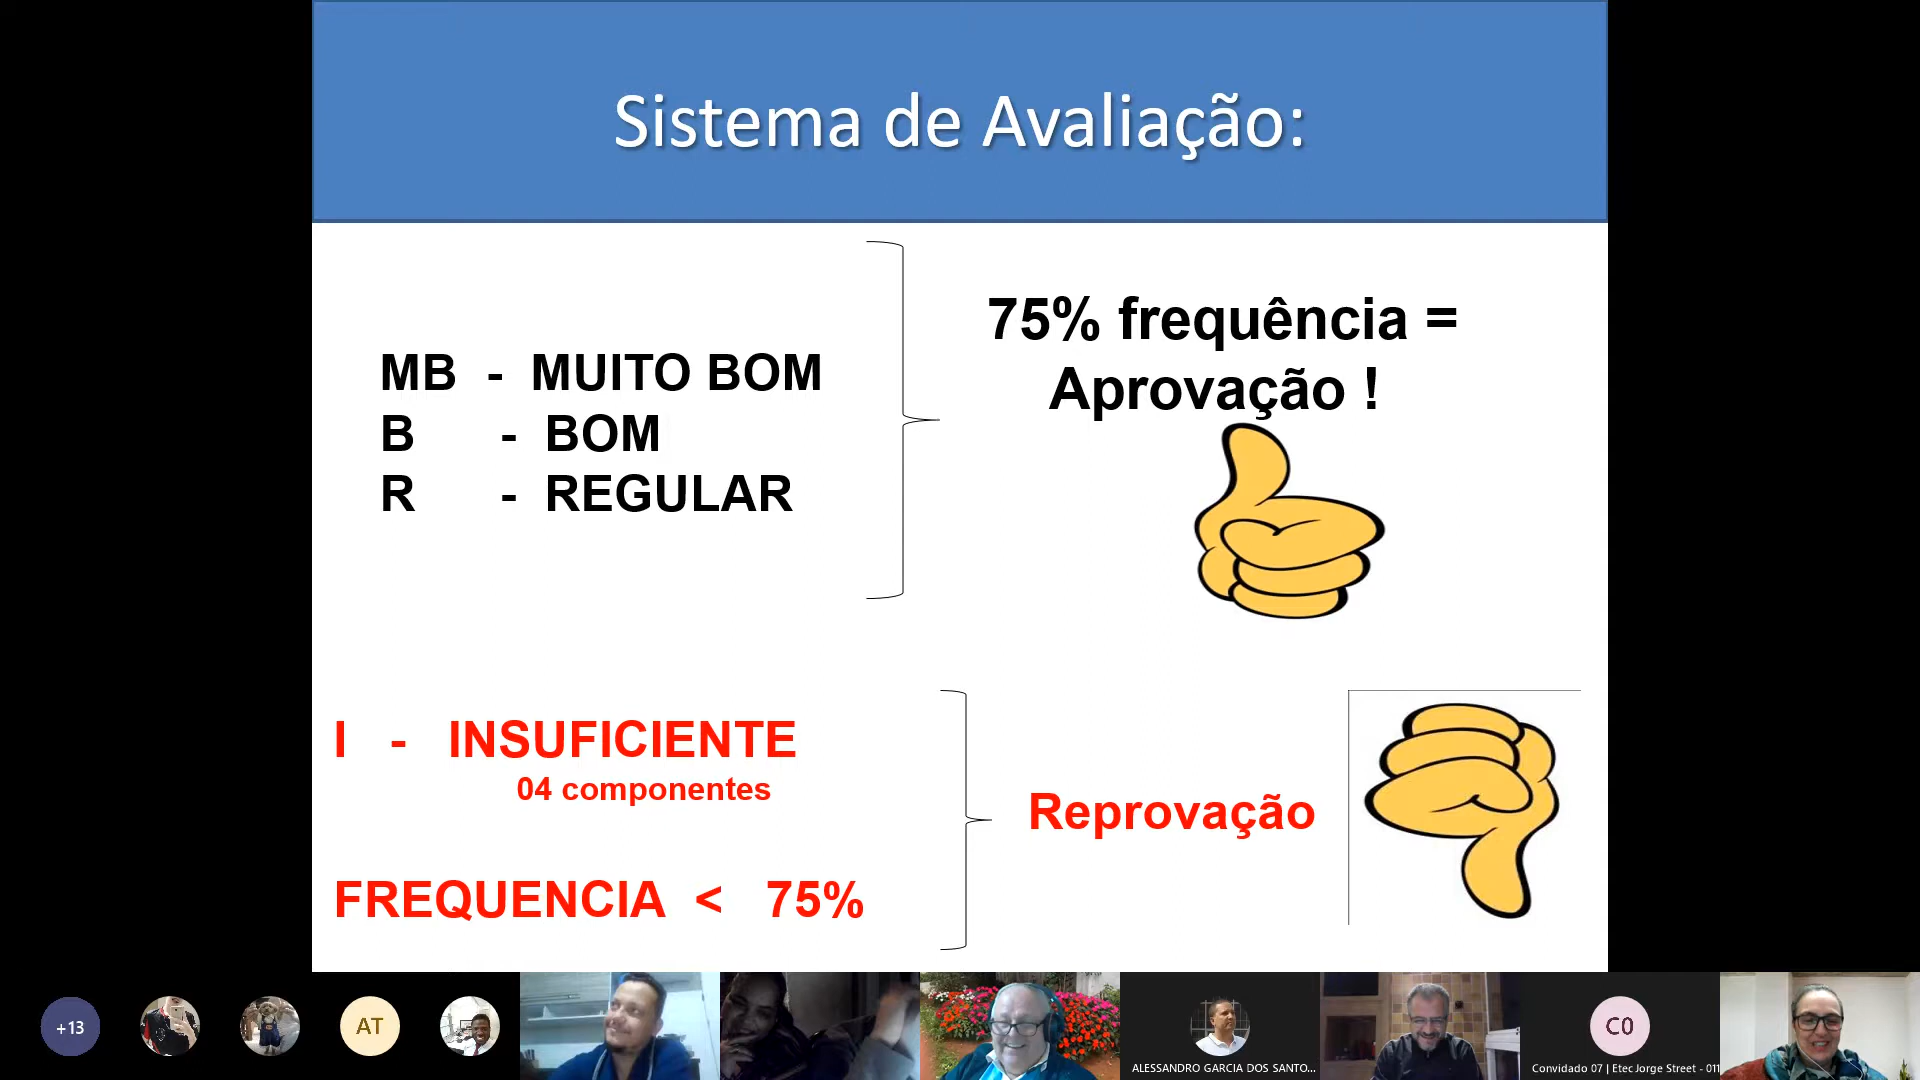 Sistema de Avaliação:
75% frequência =
Aprovação !
MB - MUITO BOM
B - BOM
R - REGULAR
I - INSUFICIENTE
04 componentes
Reprovação
FREQUENCIA < 75%
+13
AT
ALESSANDRO GARCIA DOS SANTO...
C0
Convidado 07 | Etec Jorge Street - 011